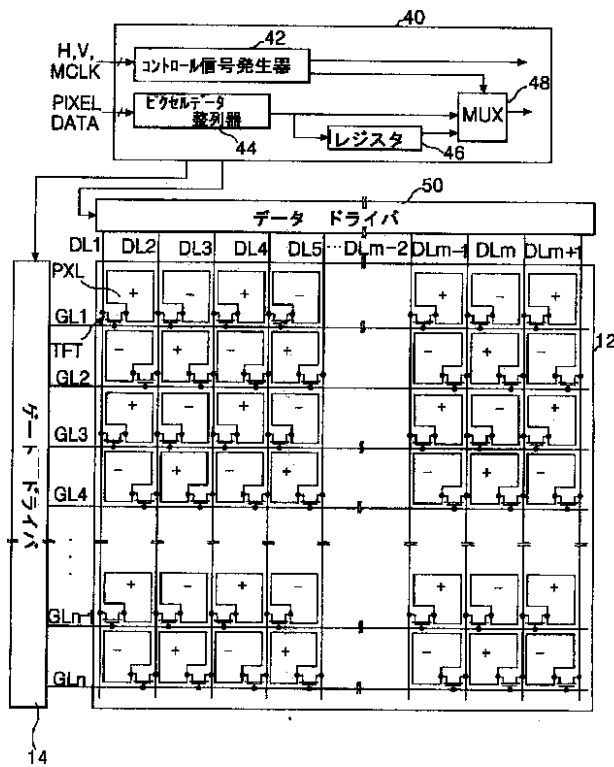 40
H,V,
MCLK
42
コントロール信号発生器
48
PIXEL
DATA
ピクセルデータ
整列器
44
レジスタ
46
MUX
50
データ ドライバ
DL1 DL2 DL3 DL4 DL5 ...DLm-2 DLm-1 DLm DLm+1
PXL
+ - + - + - +
GL1
TFT
12
- + - + - + -
GL2
+ - + - + - +
GL3
- + - + - + -
GL4
ゲート ドライバ
+ - + - + - +
GLn-1
- + - + - + -
GLn
14